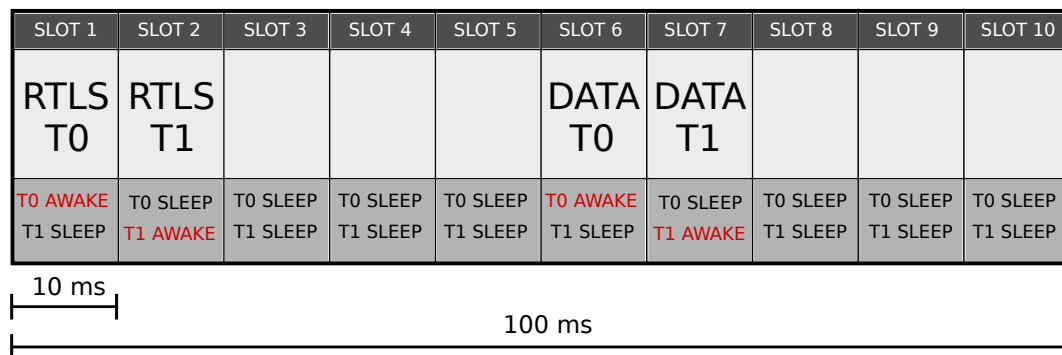 SLOT 1 SLOT 2 SLOT 3 SLOT 4 SLOT 5 SLOT 6 SLOT 7 SLOT 8 SLOT 9 SLOT 10
RTLS RTLS DATA DATA
T0 T1 T0 T1
T0 AWAKE T0 SLEEP T0 SLEEP T0 SLEEP T0 SLEEP T0 AWAKE T0 SLEEP T0 SLEEP T0 SLEEP T0 SLEEP
T1 SLEEP T1 AWAKE T1 SLEEP T1 SLEEP T1 SLEEP T1 SLEEP T1 AWAKE T1 SLEEP T1 SLEEP T1 SLEEP
10 ms
100 ms